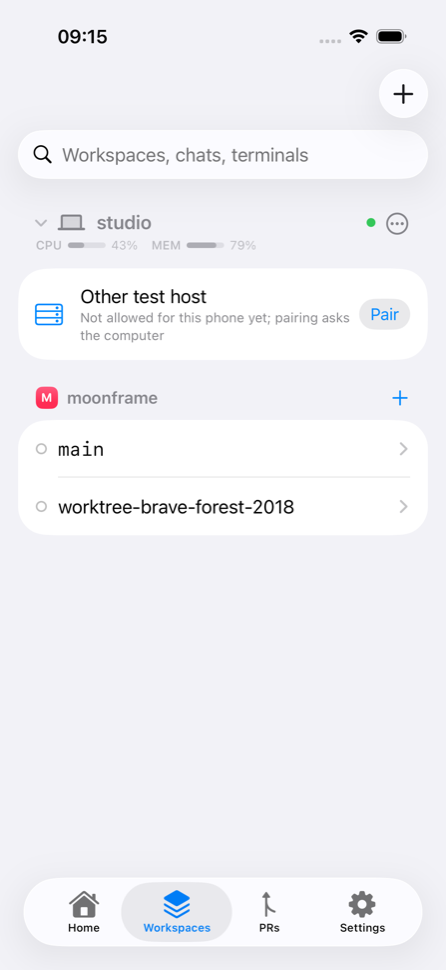 09:15
Workspaces, chats, terminals
studio
CPU 43% MEM 79%
Other test host
Not allowed for this phone yet; pairing asks
the computer
Pair
M moonframe
main
worktree-brave-forest-2018
Home Workspaces PRs Settings